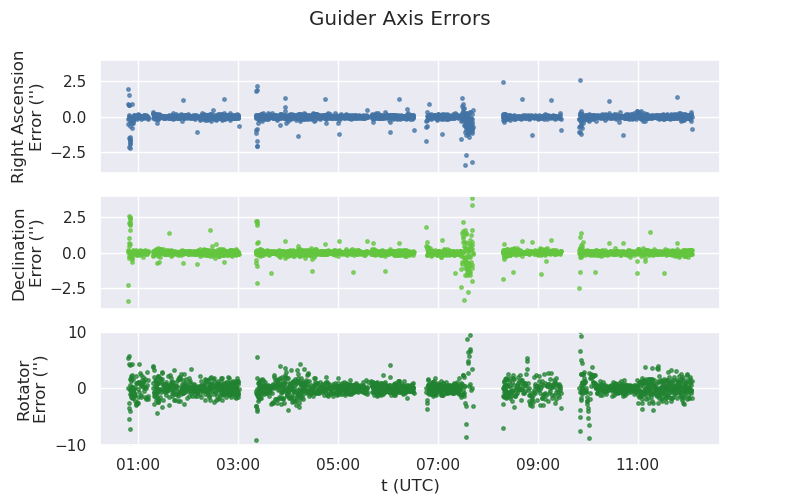 Guider Axis Errors
Right Ascension
Error ('')
2.5
0.0
−2.5
Declination
Error ('')
2.5
0.0
−2.5
Rotator
Error ('')
10
0
−10
01:00 03:00 05:00 07:00 09:00 11:00
t (UTC)